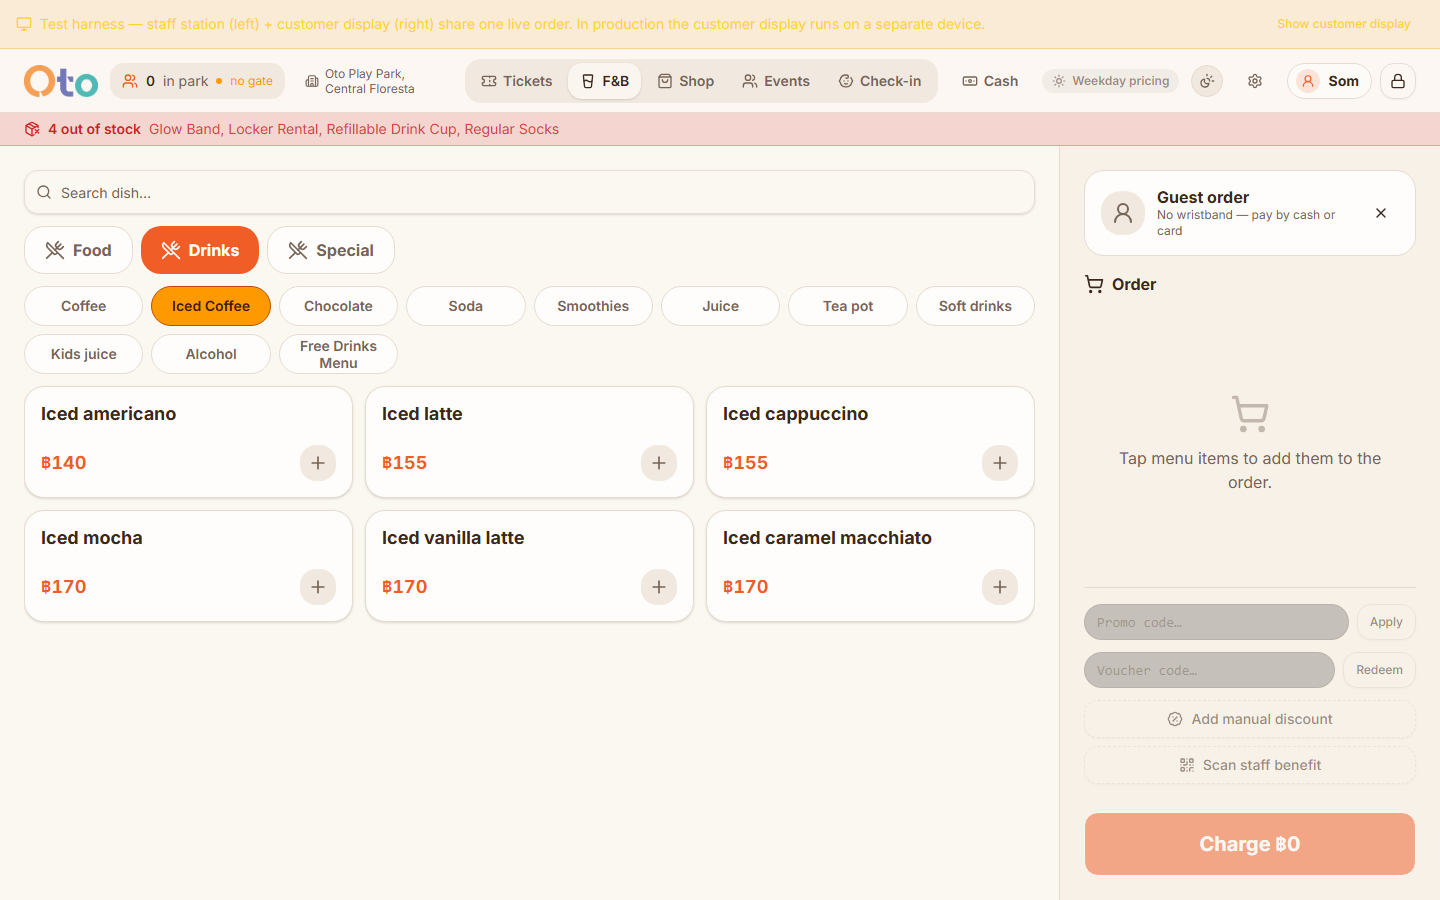 Test harness — staff station (left) + customer display (right) share one live order. In production the customer display runs on a separate device.
Show customer display
Oto
0 in park • no gate
Oto Play Park,
Central Floresta
Tickets
F&B
Shop
Events
Check-in
Cash
Weekday pricing
Som
4 out of stock Glow Band, Locker Rental, Refillable Drink Cup, Regular Socks
Search dish...
Food
Drinks
Special
Coffee
Iced Coffee
Chocolate
Soda
Smoothies
Juice
Tea pot
Soft drinks
Kids juice
Alcohol
Free Drinks
Menu
Iced americano
฿140
Iced latte
฿155
Iced cappuccino
฿155
Iced mocha
฿170
Iced vanilla latte
฿170
Iced caramel macchiato
฿170
Guest order
No wristband — pay by cash or
card
Order
Tap menu items to add them to the
order.
Promo code…
Apply
Voucher code…
Redeem
Add manual discount
Scan staff benefit
Charge ฿0